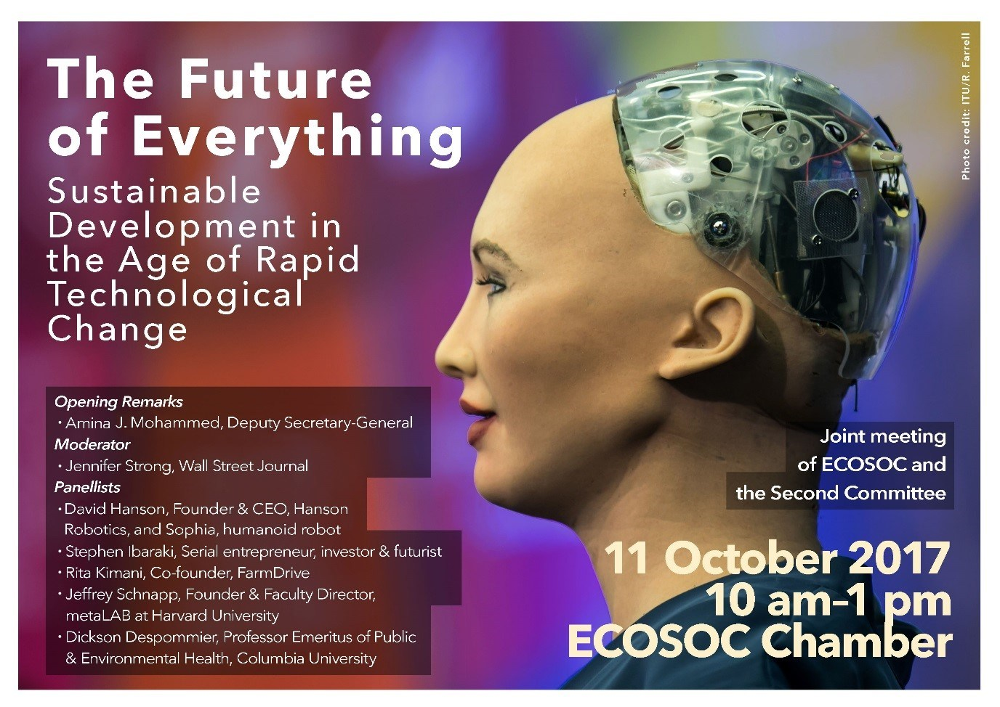 The Future
of Everything
Sustainable
Development in
the Age of Rapid
Technological
Change
Opening Remarks
· Amina J. Mohammed, Deputy Secretary-General
Moderator
· Jennifer Strong, Wall Street Journal
Panellists
· David Hanson, Founder & CEO, Hanson
Robotics, and Sophia, humanoid robot
· Stephen Ibaraki, Serial entrepreneur, investor & futurist
· Rita Kimani, Co-founder, FarmDrive
· Jeffrey Schnapp, Founder & Faculty Director,
metaLAB at Harvard University
· Dickson Despommier, Professor Emeritus of Public
& Environmental Health, Columbia University
Photo credit: ITU/R. Farrell
Joint meeting
of ECOSOC and
the Second Committee
11 October 2017
10 am–1 pm
ECOSOC Chamber